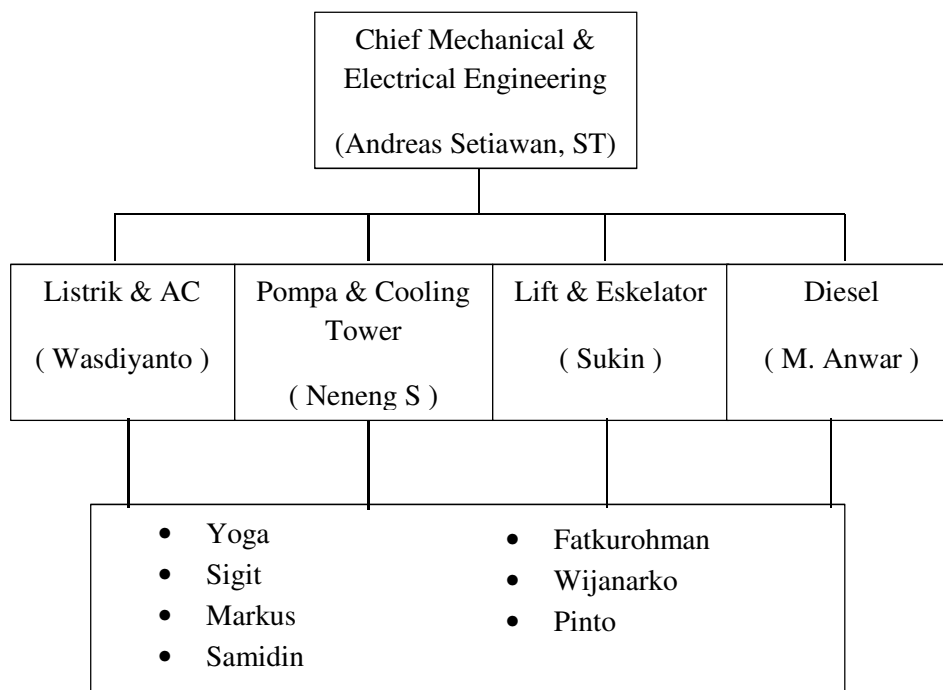 Chief Mechanical &
Electrical Engineering
(Andreas Setiawan, ST)
Listrik & AC
( Wasdiyanto )
Pompa & Cooling
Tower
( Neneng S )
Lift & Eskelator
( Sukin )
Diesel
( M. Anwar )
• Yoga
• Sigit
• Markus
• Samidin
• Fatkurohman
• Wijanarko
• Pinto